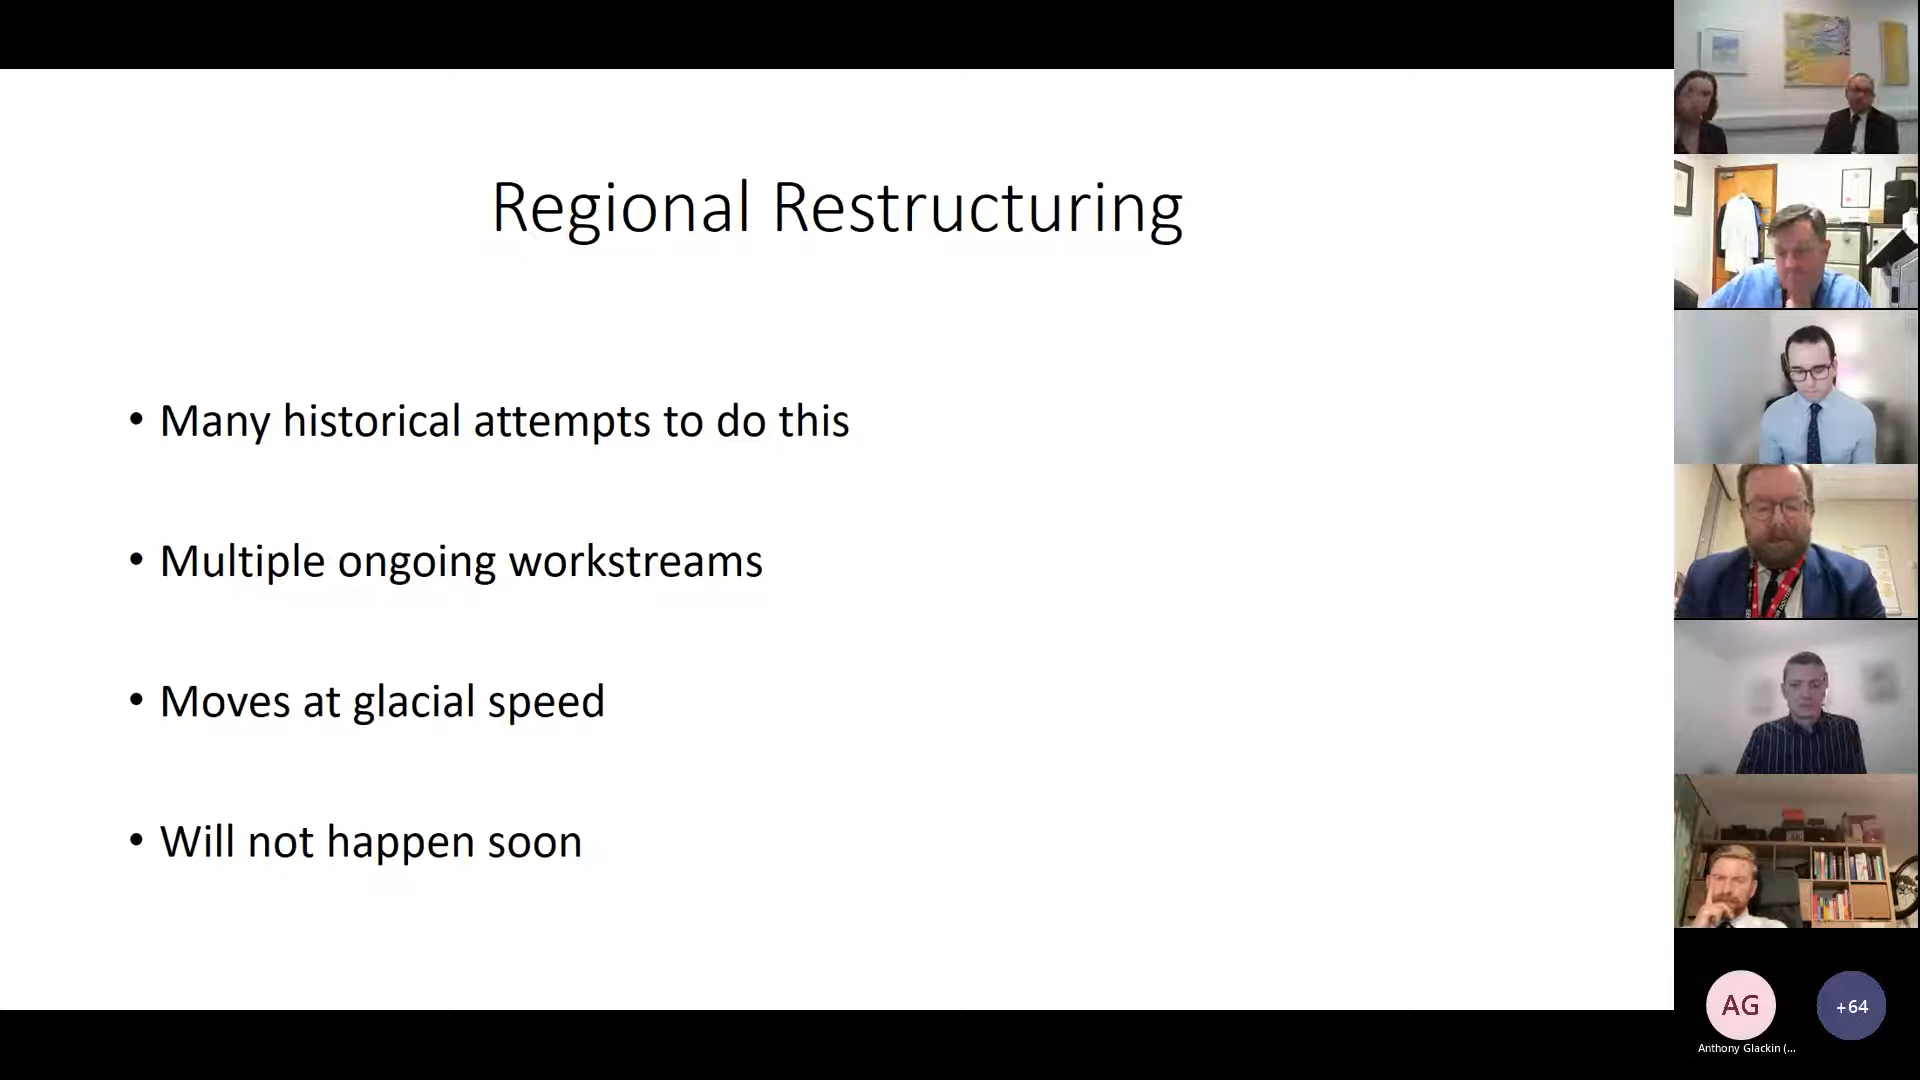 Regional Restructuring
• Many historical attempts to do this
• Multiple ongoing workstreams
• Moves at glacial speed
• Will not happen soon
AG
+64
Anthony Glackin (...